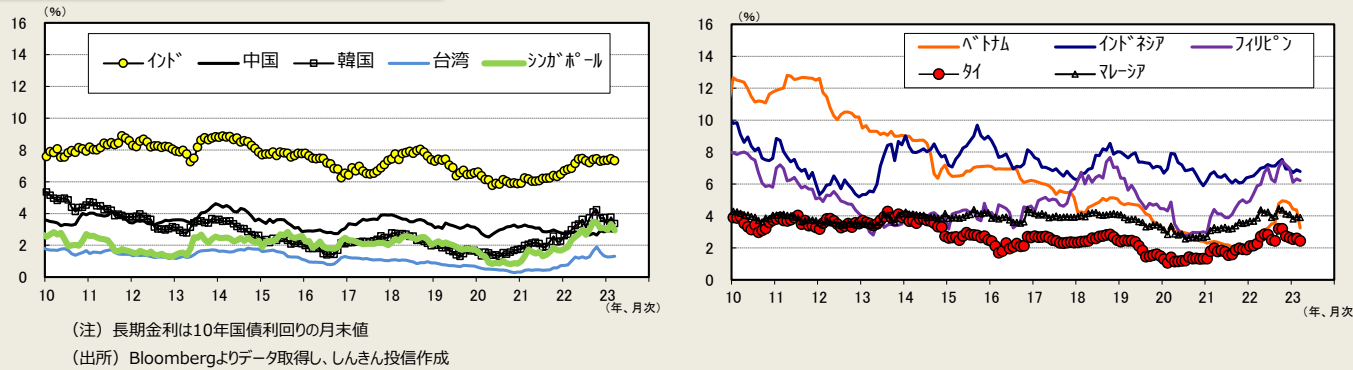 (%)
16
14
12
10
8
6
4
2
0
インド 中国 韓国 台湾 シンガポール
10 11 12 13 14 15 16 17 18 19 20 21 22 23
(年、月次)
(%)
16
14
12
10
8
6
4
2
0
ベトナム インドネシア フィリピン
タイ マレーシア
10 11 12 13 14 15 16 17 18 19 20 21 22 23
(年、月次)
（注）長期金利は10年国債利回りの月末値
（出所）Bloombergよりデータ取得し、しんきん投信作成